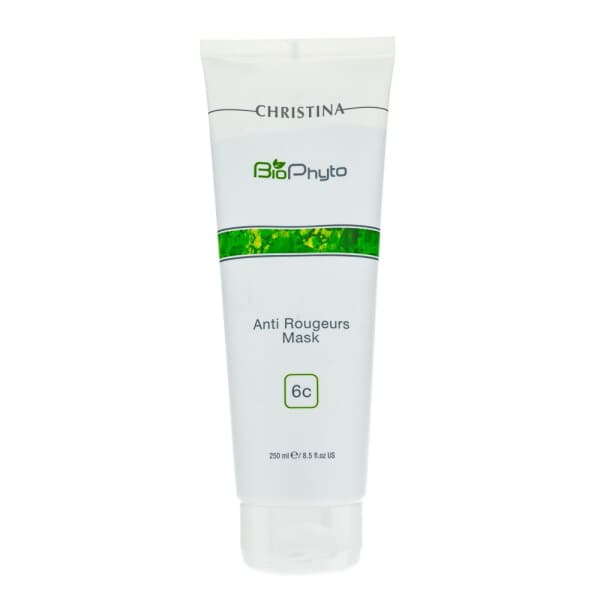 CHRISTINA
BioPhyto
Anti Rougeurs
Mask
6c
250 ml ℮/ 8.5 fl.oz US